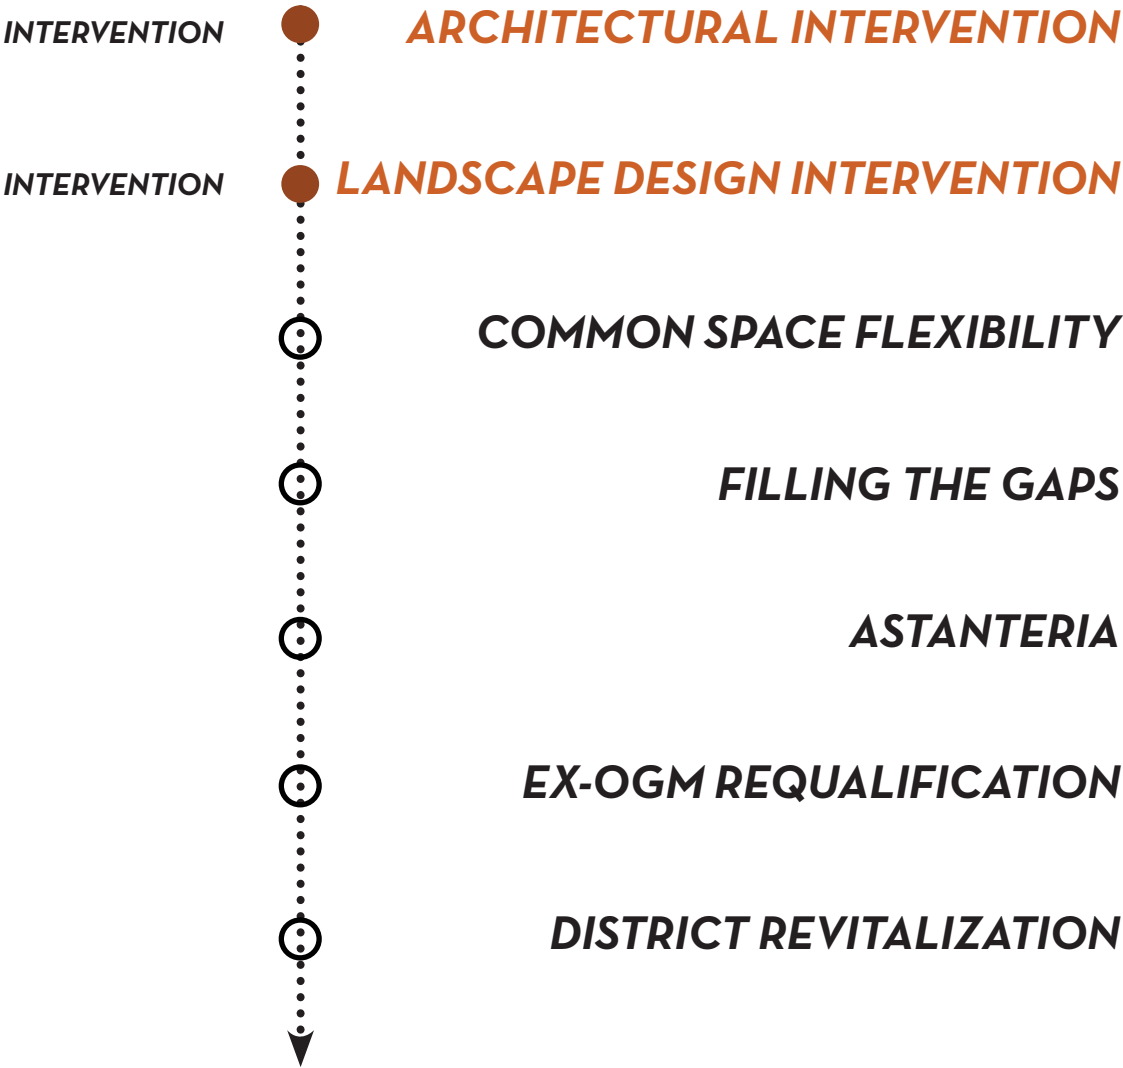 INTERVENTION
ARCHITECTURAL INTERVENTION
INTERVENTION
LANDSCAPE DESIGN INTERVENTION
COMMON SPACE FLEXIBILITY
FILLING THE GAPS
ASTANTERIA
EX-OGM REQUALIFICATION
DISTRICT REVITALIZATION